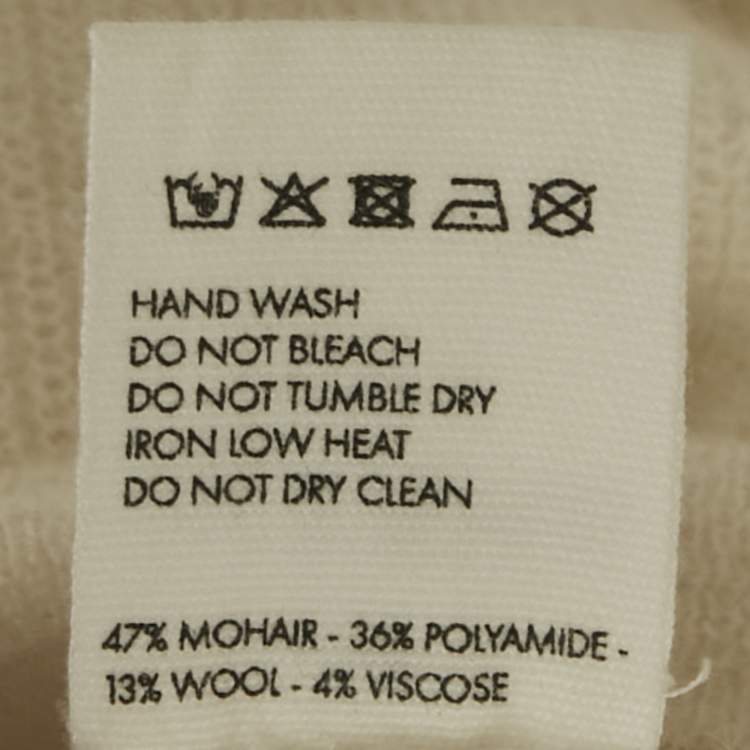 HAND WASH
DO NOT BLEACH
DO NOT TUMBLE DRY
IRON LOW HEAT
DO NOT DRY CLEAN
47% MOHAIR - 36% POLYAMIDE -
13% WOOL - 4% VISCOSE